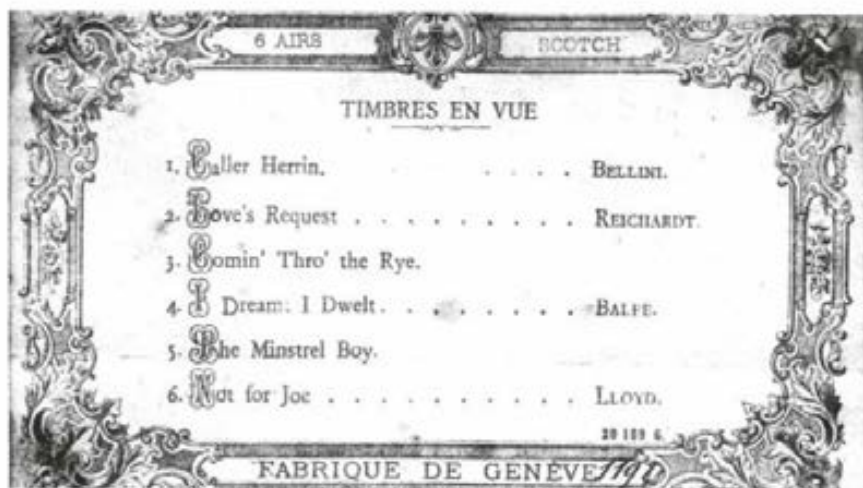 6 AIRS SCOTCH
TIMBRES EN VUE
1. Caller Herrin. . . . . . BELLINI.
2. Love's Request . . . . . . . . . REICHARDT.
3. Comin' Thro' the Rye.
4. I Dream: I Dwelt. . . . . . . . BALFE.
5. The Minstrel Boy.
6. Not for Joe . . . . . . . . . . LLOYD.
FABRIQUE DE GENÈVE